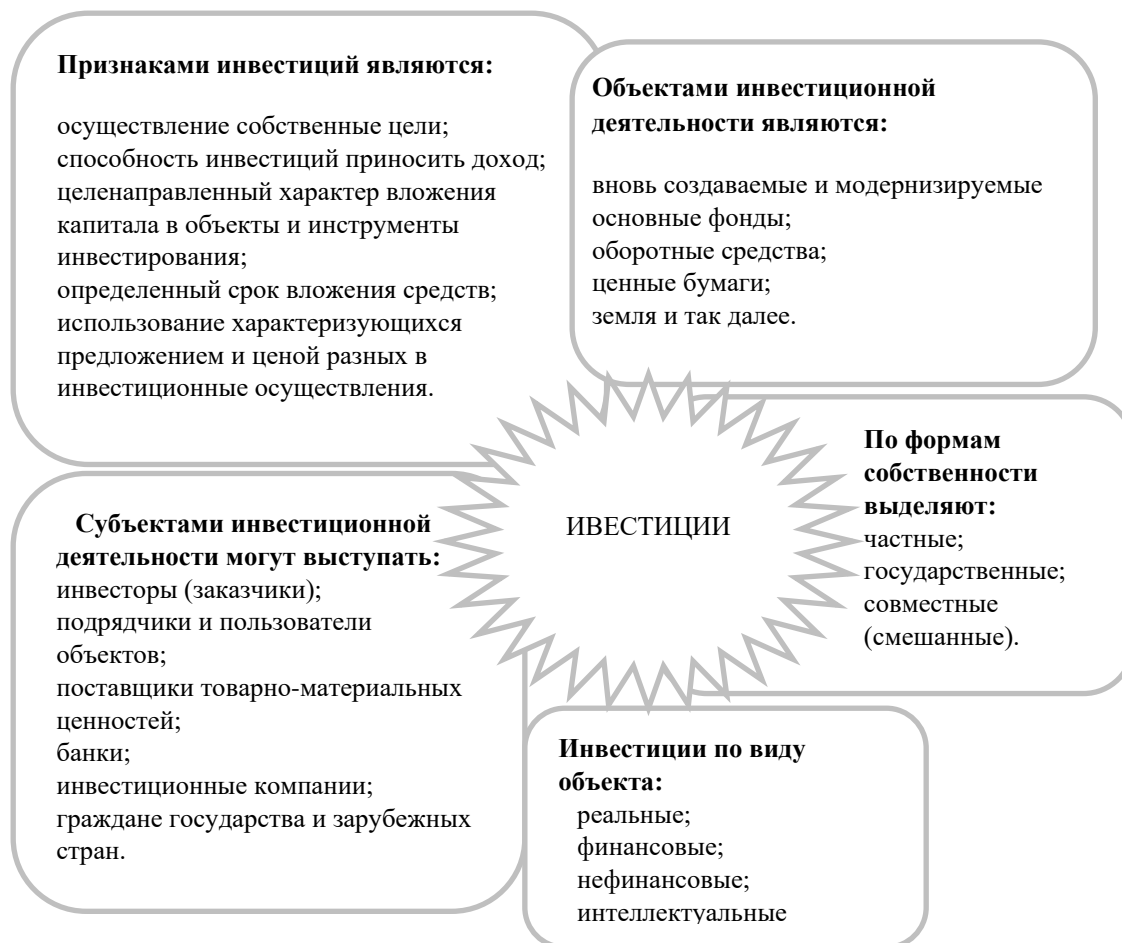 Признаками инвестиций являются:
осуществление собственные цели;
способность инвестиций приносить доход;
целенаправленный характер вложения
капитала в объекты и инструменты
инвестирования;
определенный срок вложения средств;
использование характеризующихся
предложением и ценой разных в
инвестиционные осуществления.
Объектами инвестиционной
деятельности являются:
вновь создаваемые и модернизируемые
основные фонды;
оборотные средства;
ценные бумаги;
земля и так далее.
ИВЕСТИЦИИ
По формам
собственности
выделяют:
частные;
государственные;
совместные
(смешанные).
Субъектами инвестиционной
деятельности могут выступать:
инвесторы (заказчики);
подрядчики и пользователи
объектов;
поставщики товарно-материальных
ценностей;
банки;
инвестиционные компании;
граждане государства и зарубежных
стран.
Инвестиции по виду
объекта:
реальные;
финансовые;
нефинансовые;
интеллектуальные